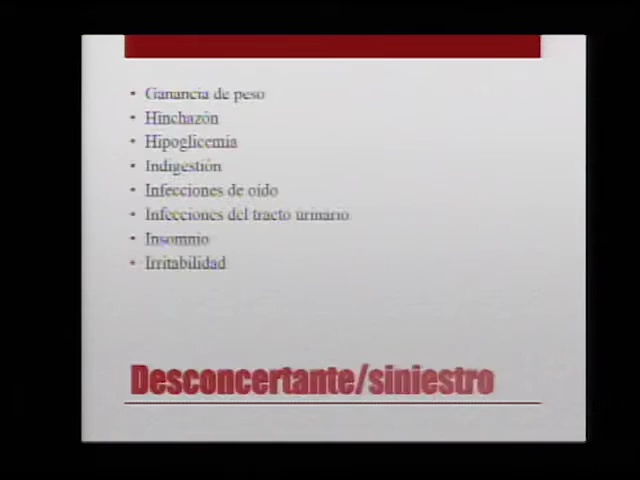 • Ganancia de peso
• Hinchazón
• Hipoglicemia
• Indigestión
• Infecciones de oído
• Infecciones del tracto urinario
• Insomnio
• Irritabilidad
Desconcertante/siniestro